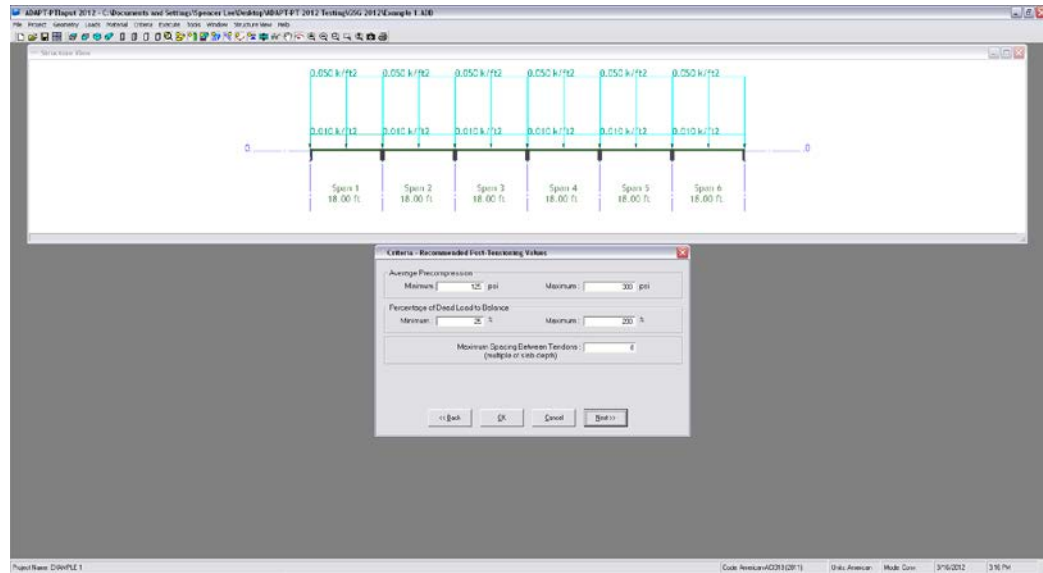 ADAPT-PTInput 2012 - C:\Documents and Settings\Spencer Lee\Desktop\ADAPT-PT 2012 Testing\GSG 2012\Example 1.ADB
File Project Geometry Loads Material Criteria Execute Tools Window Structure View Help
Structure View
0.050 k/ft2 0.050 k/ft2 0.050 k/ft2 0.050 k/ft2 0.050 k/ft2 0.050 k/ft2
0.010 k/ft2 0.010 k/ft2 0.010 k/ft2 0.010 k/ft2 0.010 k/ft2 0.010 k/ft2
0 0
Span 1 Span 2 Span 3 Span 4 Span 5 Span 6
18.00 ft 18.00 ft 18.00 ft 18.00 ft 18.00 ft 18.00 ft
Criteria - Recommended Post-Tensioning Values
Average Precompression
Minimum : 125 psi Maximum : 300 psi
Percentage of Dead Load to Balance
Minimum : 25 % Maximum : 200 %
Maximum Spacing Between Tendons : 8
(multiple of slab depth)
<< Back OK Cancel Next >>
Project Name: EXAMPLE 1 Code: American-ACI318 (2011) Units: American Mode: Conv 3/16/2012 3:16 PM